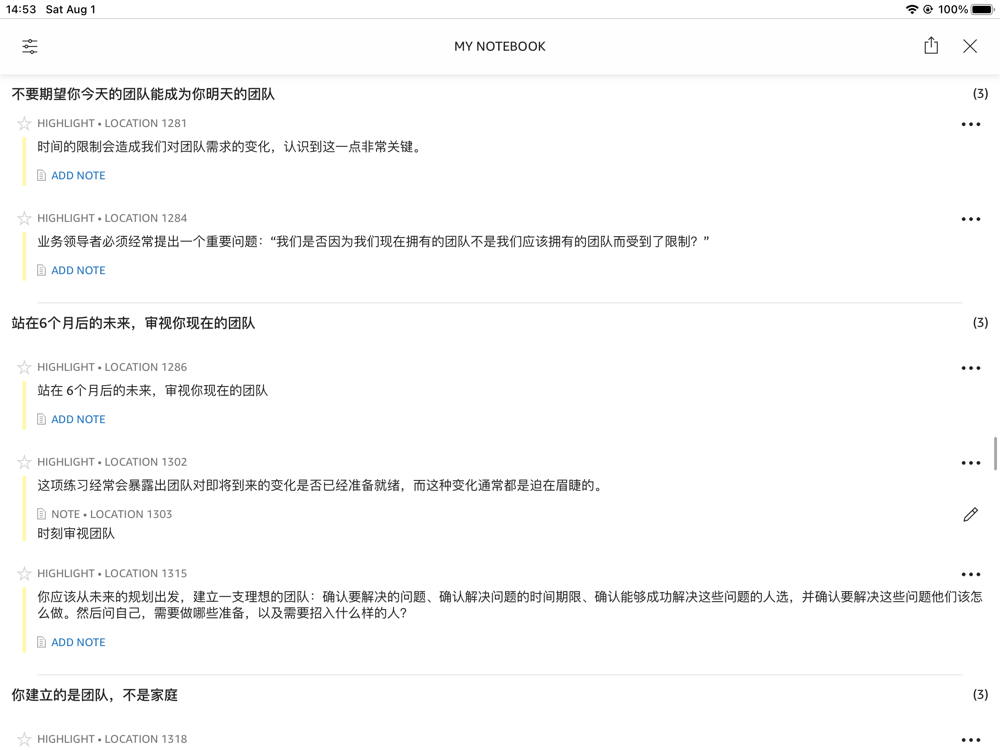 14:53 Sat Aug 1 100%
MY NOTEBOOK
不要期望你今天的团队能成为你明天的团队 (3)
HIGHLIGHT • LOCATION 1281
时间的限制会造成我们对团队需求的变化，认识到这一点非常关键。
ADD NOTE
HIGHLIGHT • LOCATION 1284
业务领导者必须经常提出一个重要问题：“我们是否因为我们现在拥有的团队不是我们应该拥有的团队而受到了限制？”
ADD NOTE
站在6个月后的未来，审视你现在的团队 (3)
HIGHLIGHT • LOCATION 1286
站在 6个月后的未来，审视你现在的团队
ADD NOTE
HIGHLIGHT • LOCATION 1302
这项练习经常会暴露出团队对即将到来的变化是否已经准备就绪，而这种变化通常都是迫在眉睫的。
NOTE • LOCATION 1303
时刻审视团队
HIGHLIGHT • LOCATION 1315
你应该从未来的规划出发，建立一支理想的团队：确认要解决的问题、确认解决问题的时间期限、确认能够成功解决这些问题的人选，并确认要解决这些问题他们该怎
么做。然后问自己，需要做哪些准备，以及需要招入什么样的人？
ADD NOTE
你建立的是团队，不是家庭 (3)
HIGHLIGHT • LOCATION 1318